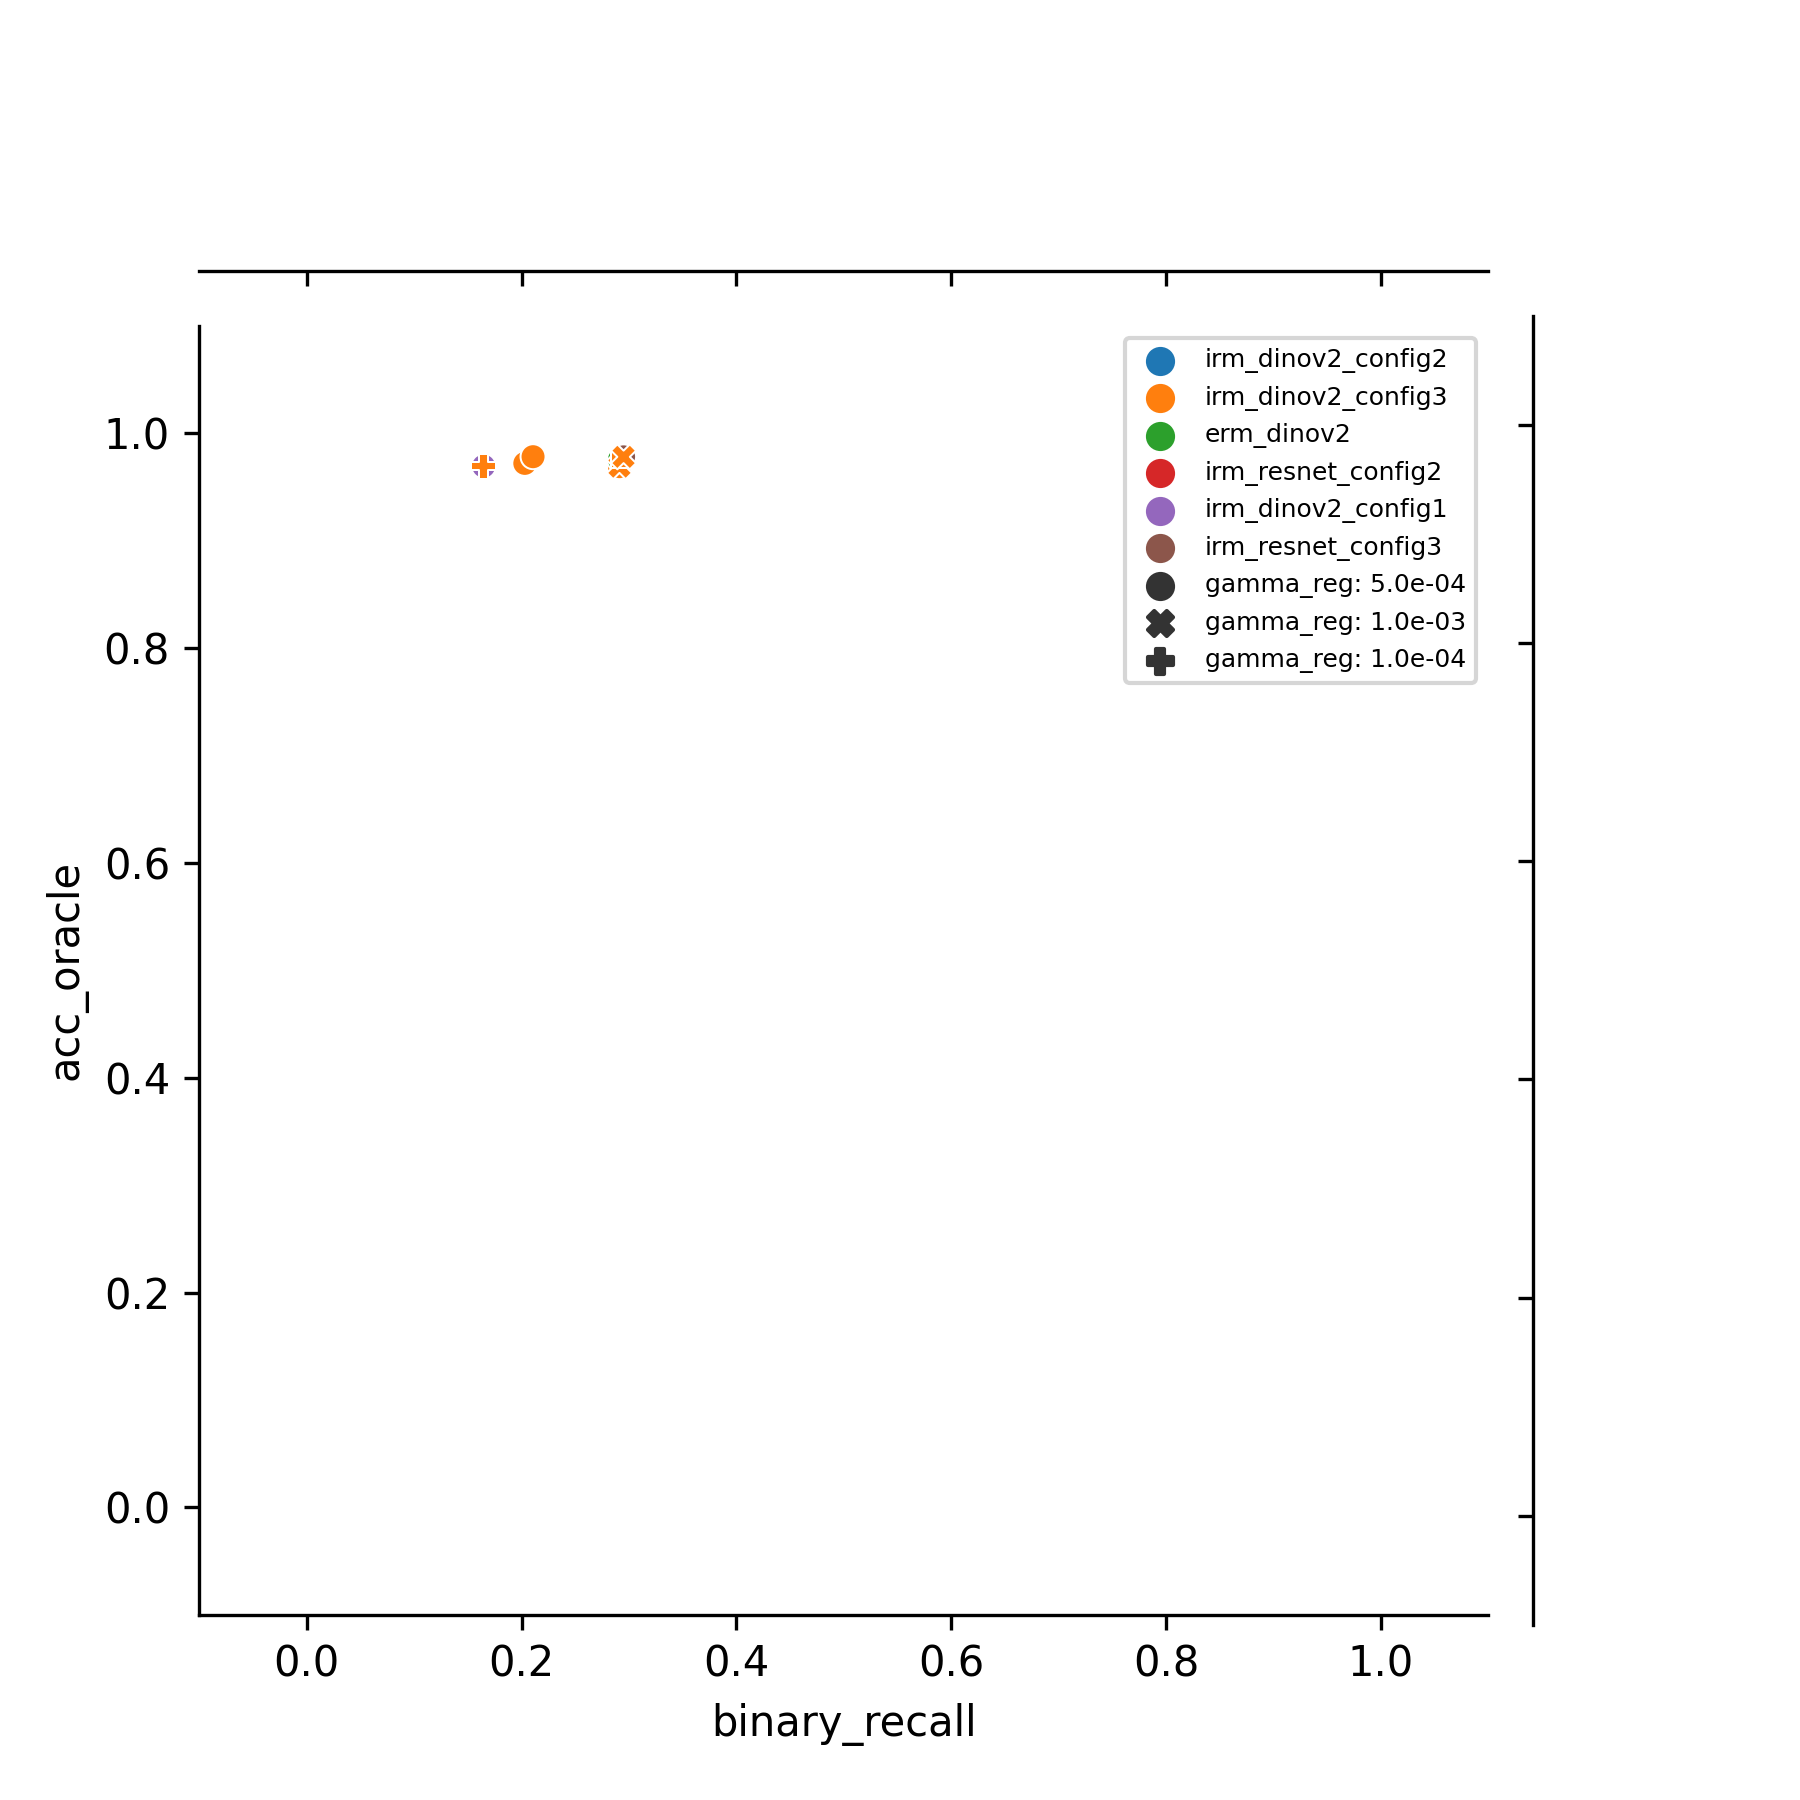 irm_dinov2_config2
irm_dinov2_config3
erm_dinov2
irm_resnet_config2
irm_dinov2_config1
irm_resnet_config3
gamma_reg: 5.0e-04
gamma_reg: 1.0e-03
gamma_reg: 1.0e-04
1.0
0.8
0.6
0.4
0.2
0.0
acc_oracle
0.0 0.2 0.4 0.6 0.8 1.0
binary_recall